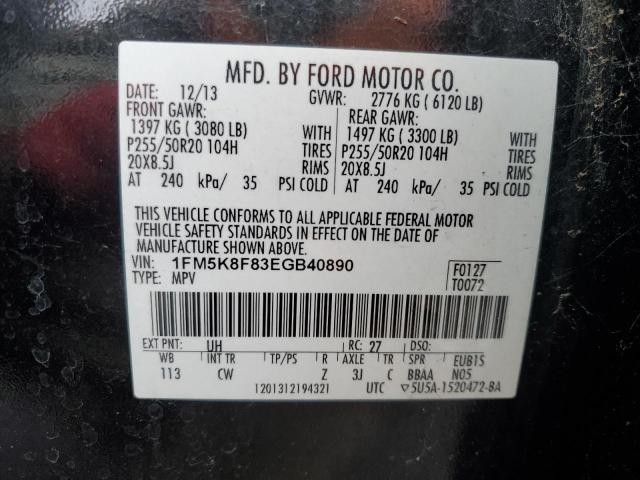 MFD. BY FORD MOTOR CO.
DATE: 12/13 GVWR: 2776 KG ( 6120 LB)
FRONT GAWR: REAR GAWR:
1397 KG ( 3080 LB) WITH 1497 KG ( 3300 LB) WITH
P255/50R20 104H TIRES P255/50R20 104H TIRES
20X8.5J RIMS 20X8.5J RIMS
AT 240 kPa/ 35 PSI COLD AT 240 kPa/ 35 PSI COLD
THIS VEHICLE CONFORMS TO ALL APPLICABLE FEDERAL MOTOR
VEHICLE SAFETY STANDARDS IN EFFECT ON THE DATE OF
MANUFACTURE SHOWN ABOVE.
VIN: 1FM5K8F83EGB40890 F0127
TYPE: MPV T0072
EXT PNT: UH RC: 27 DSO:
WB INT TR TP/PS R AXLE TR SPR EUB1S
113 CW Z 3J C BBAA N05
1201312194321 UTC ▽5U5A-1520472-BA